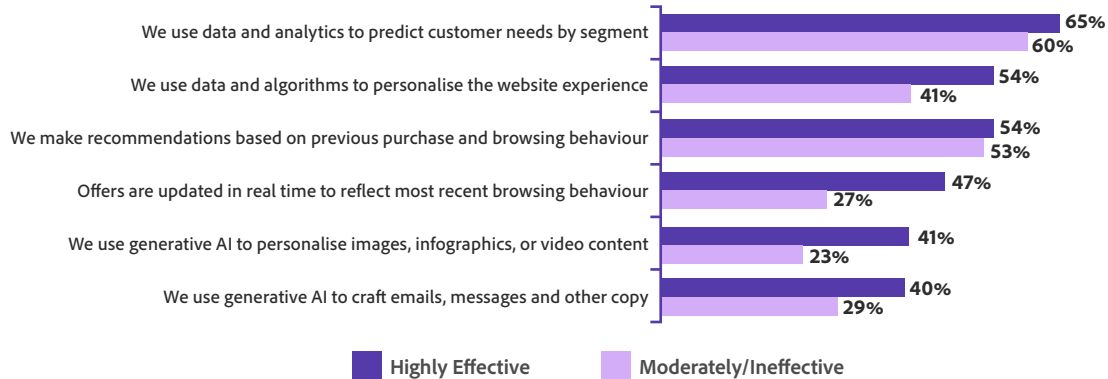 We use data and analytics to predict customer needs by segment
65%
60%
We use data and algorithms to personalise the website experience
54%
41%
We make recommendations based on previous purchase and browsing behaviour
54%
53%
Offers are updated in real time to reflect most recent browsing behaviour
47%
27%
We use generative AI to personalise images, infographics, or video content
41%
23%
We use generative AI to craft emails, messages and other copy
40%
29%
Highly Effective
Moderately/Ineffective